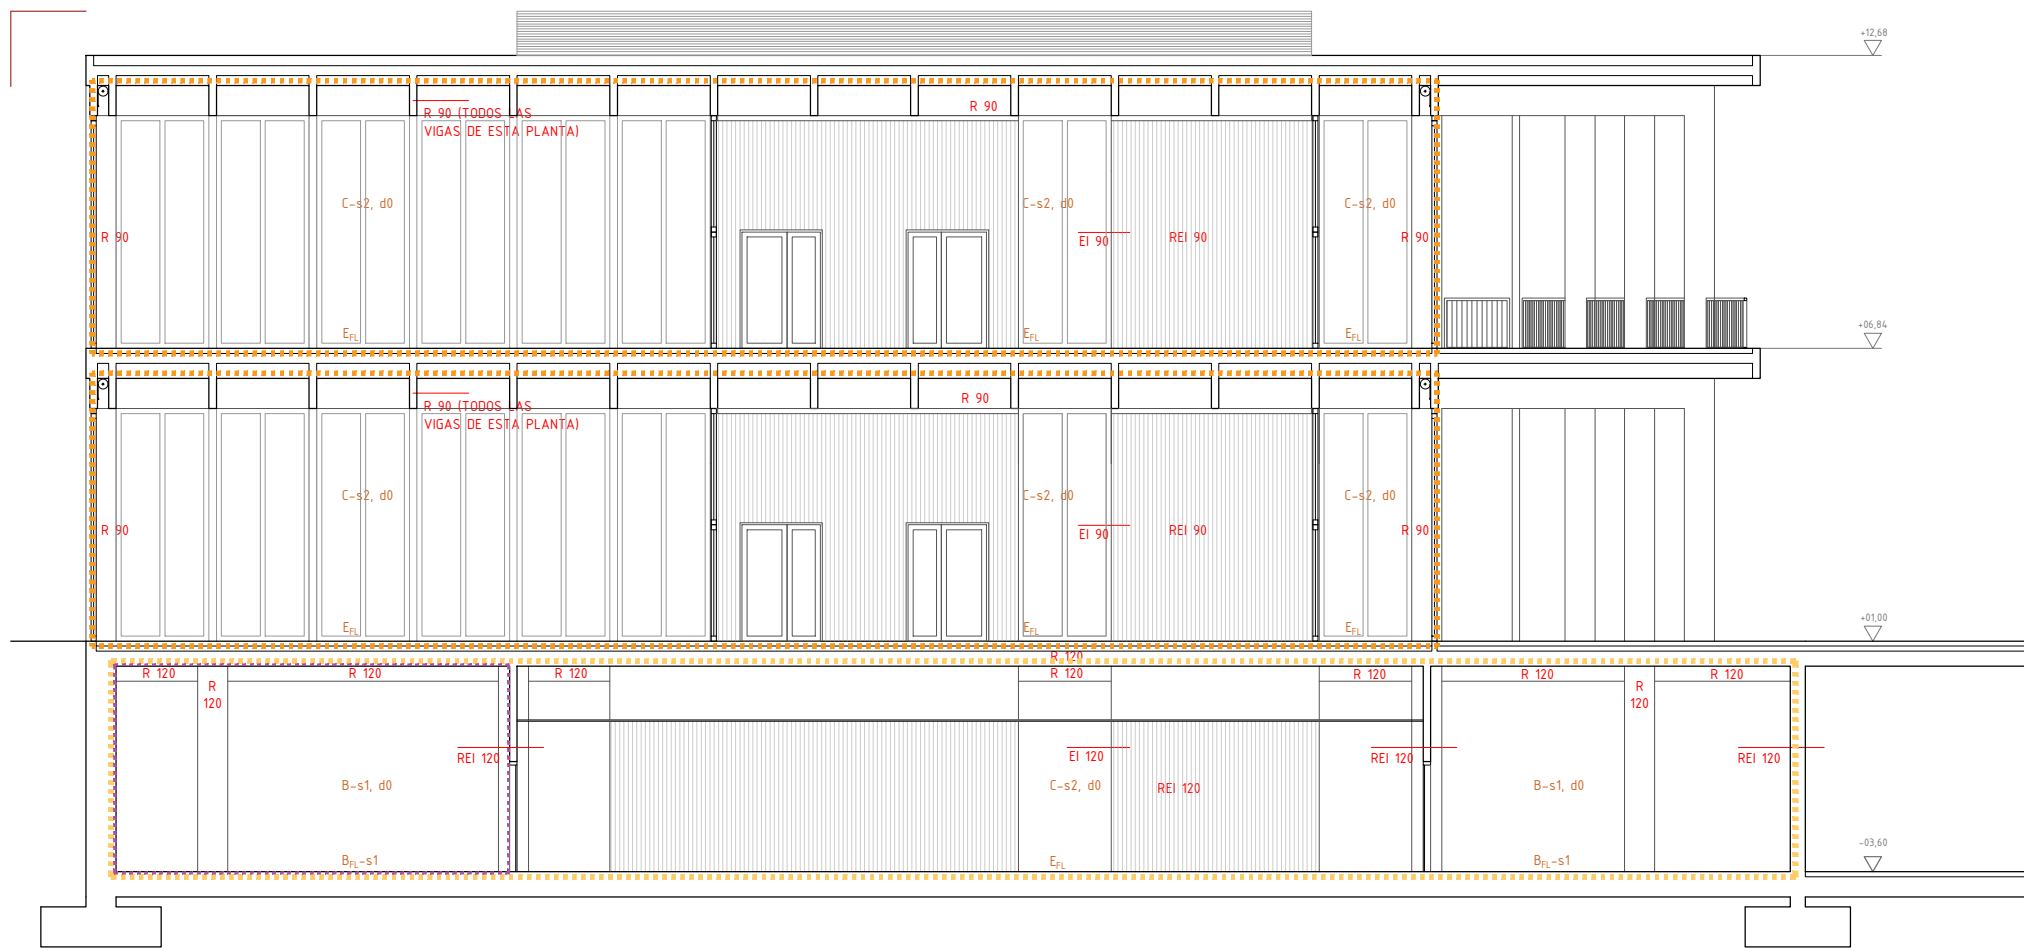 +12,68
R 90 (TODOS LAS
VIGAS DE ESTA PLANTA)
R 90
C-s2, d0
C-s2, d0
C-s2, d0
R 90
EI 90
REI 90
R 90
EFL
EFL
EFL
+06,84
R 90 (TODOS LAS
VIGAS DE ESTA PLANTA)
R 90
C-s2, d0
C-s2, d0
C-s2, d0
R 90
EI 90
REI 90
R 90
EFL
EFL
EFL
+01,00
R 120
R 120
R 120
R 120
R 120
R 120
R 120
R 120
R
120
R
120
REI 120
EI 120
REI 120
REI 120
B-s1, d0
C-s2, d0
REI 120
B-s1, d0
BFL-s1
EFL
BFL-s1
-03,60